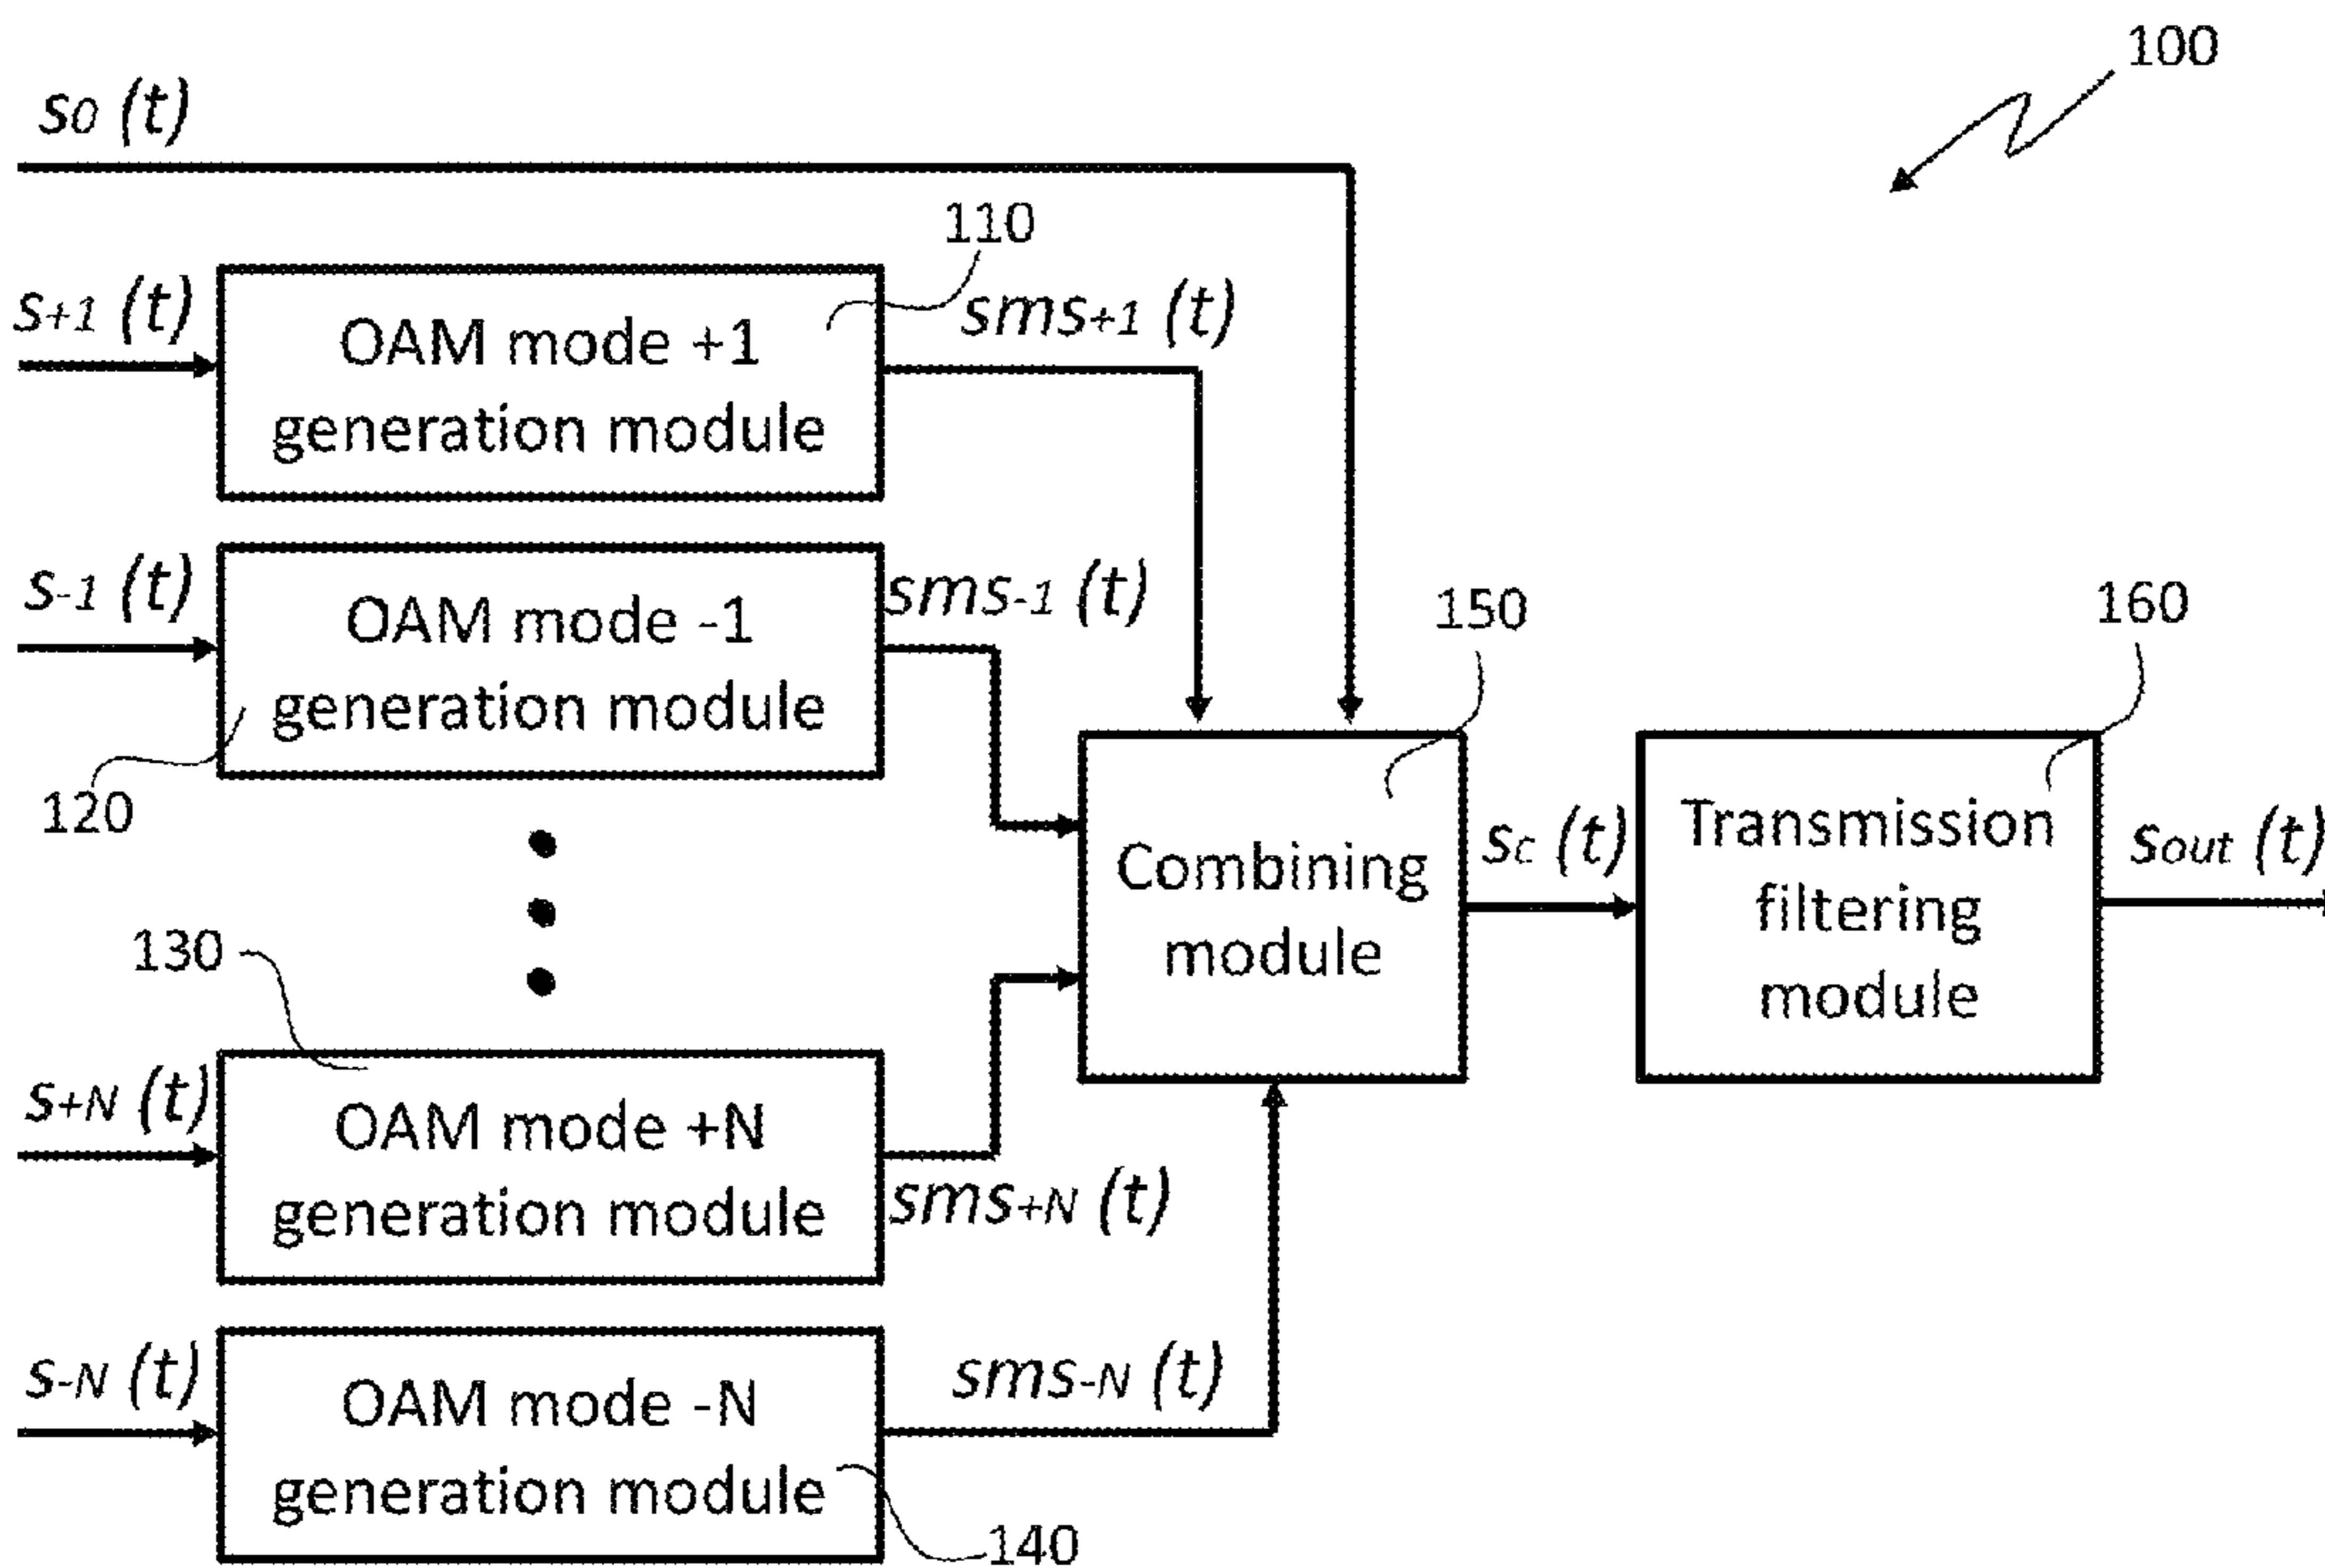 100
s0 (t)
110
s+1 (t)
OAM mode +1
generation module
sms+1 (t)
s-1 (t)
OAM mode -1
generation module
sms-1 (t)
120
150
160
Combining
module
sc (t)
Transmission
filtering
module
sout (t)
130
s+N (t)
OAM mode +N
generation module
sms+N (t)
s-N (t)
OAM mode -N
generation module
sms-N (t)
140